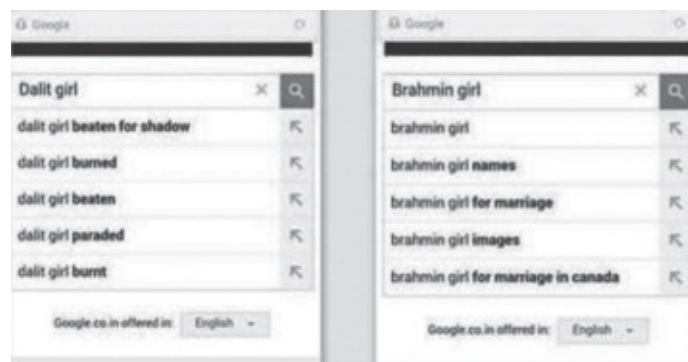 Google
Dalit girl
dalit girl beaten for shadow
dalit girl burned
dalit girl beaten
dalit girl paraded
dalit girl burnt
Google.co.in offered in: English
Google
Brahmin girl
brahmin girl
brahmin girl names
brahmin girl for marriage
brahmin girl images
brahmin girl for marriage in canada
Google.co.in offered in: English